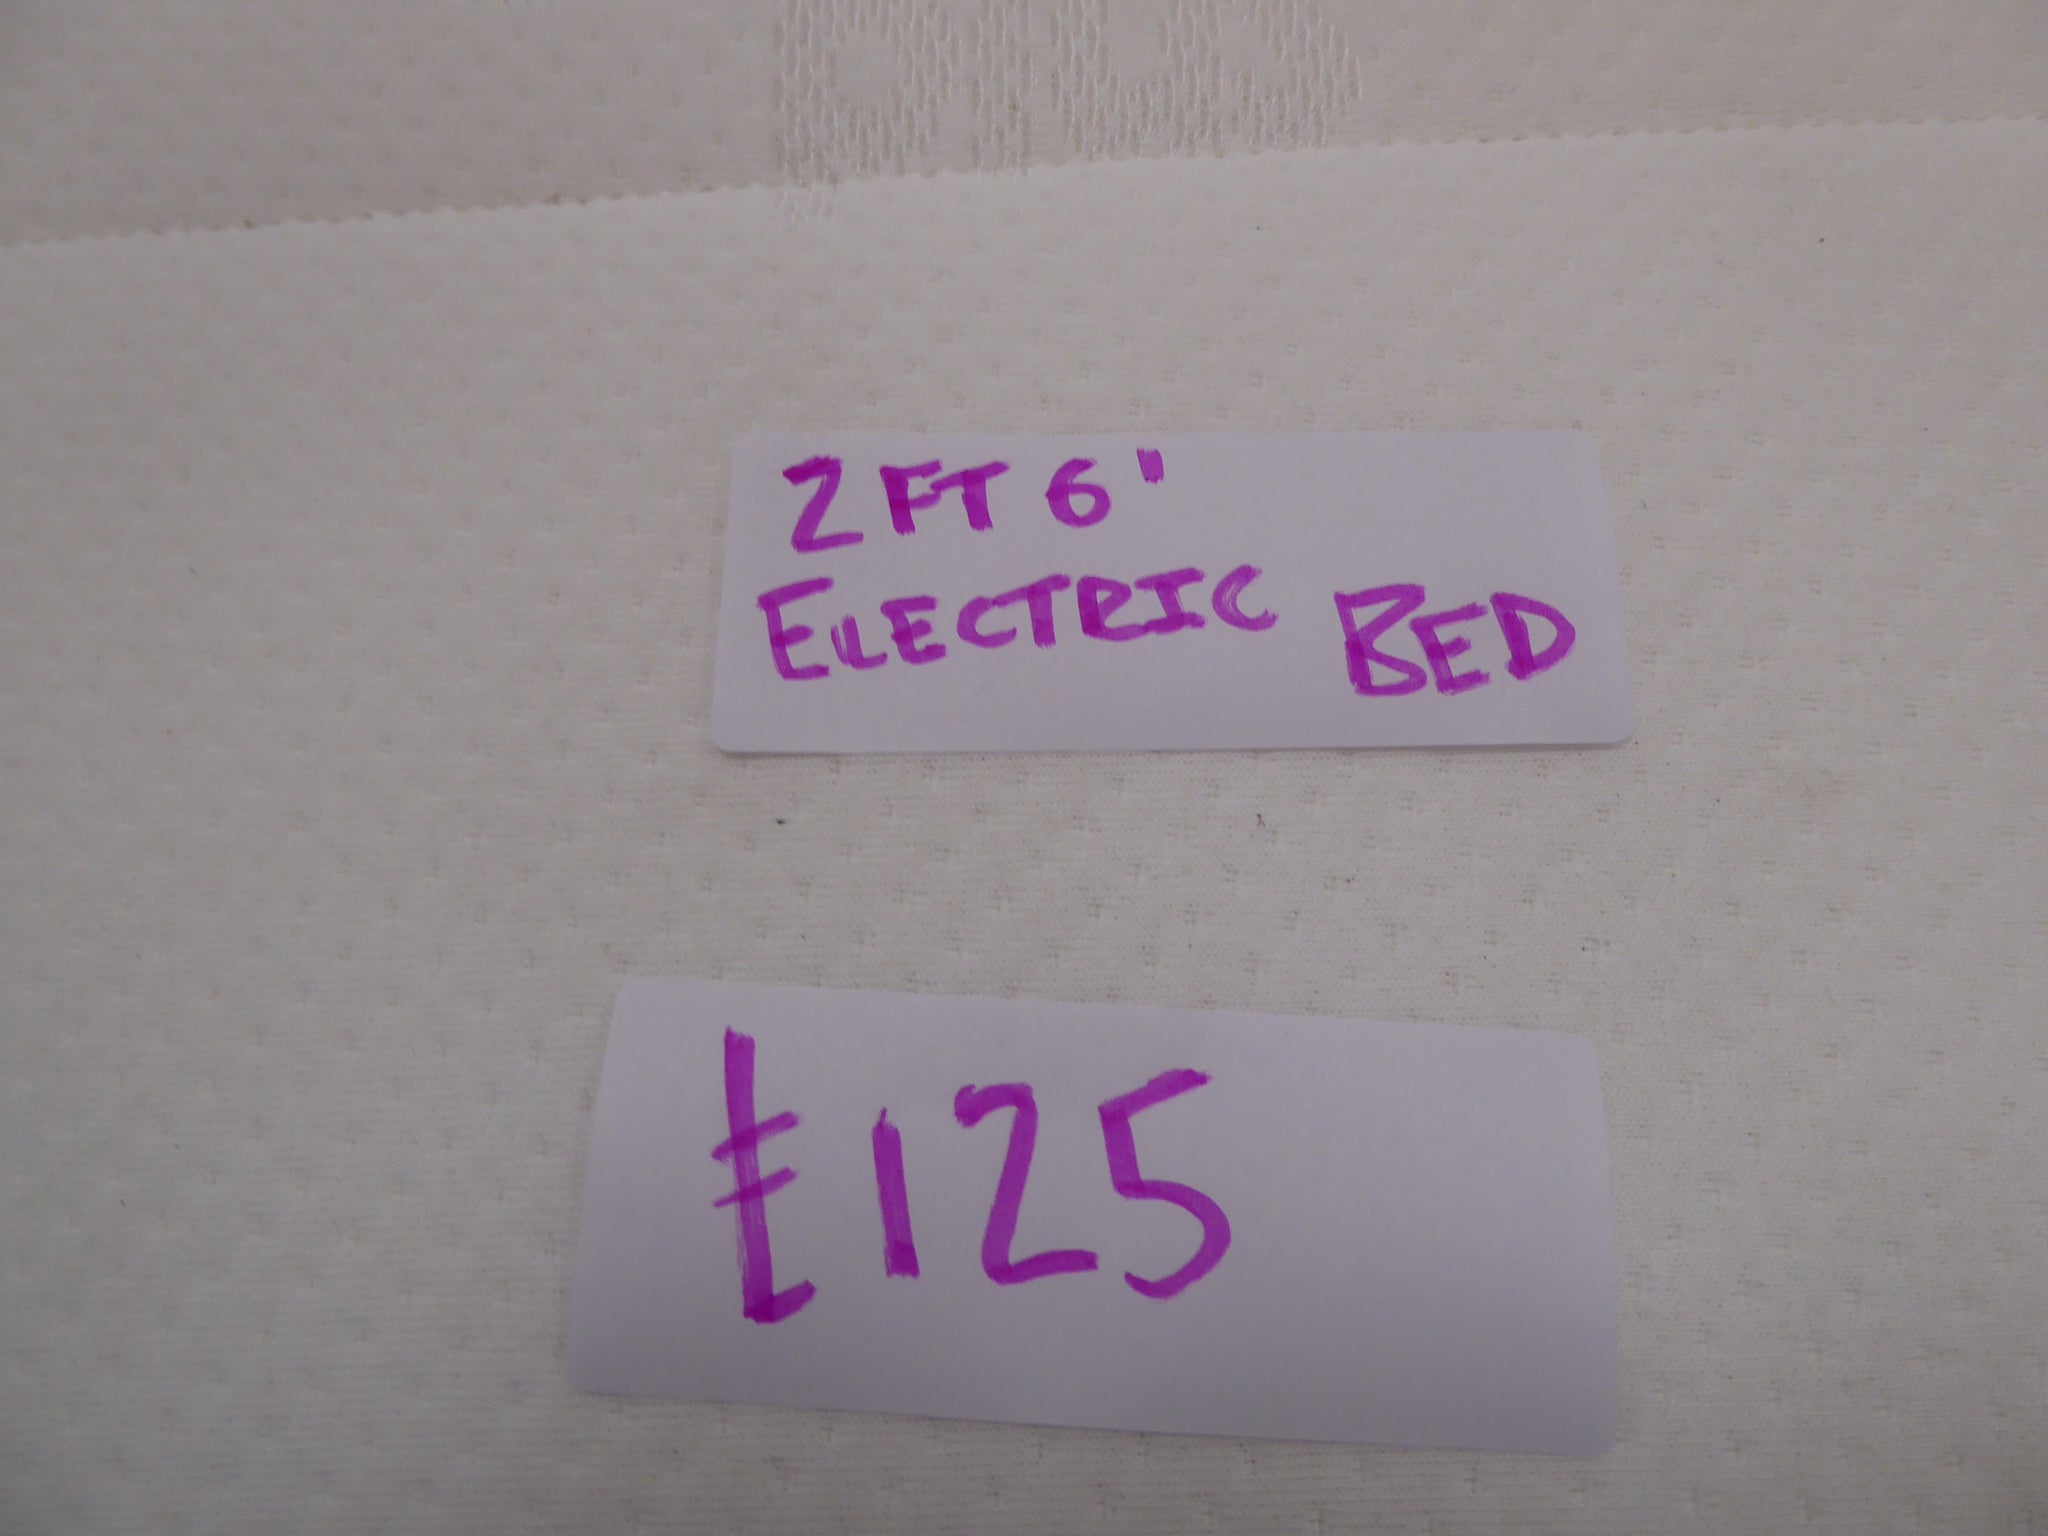 2FT 6'
ELECTRIC BED
£125